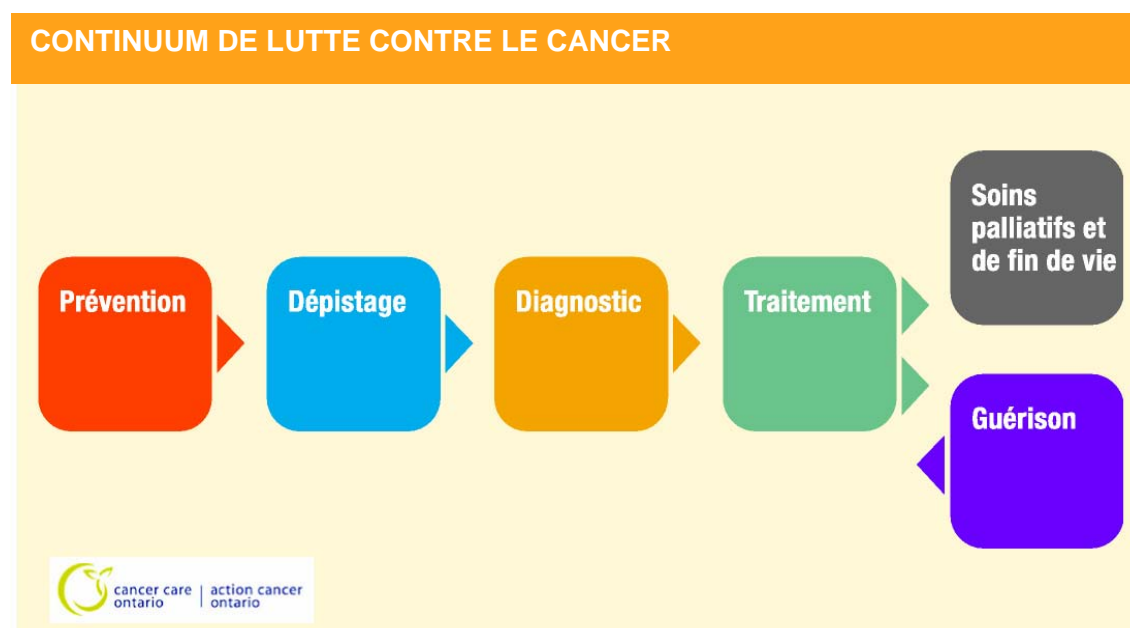 CONTINUUM DE LUTTE CONTRE LE CANCER
Prévention
Dépistage
Diagnostic
Traitement
Soins
palliatifs et
de fin de vie
Guérison
cancer care | action cancer
ontario | ontario